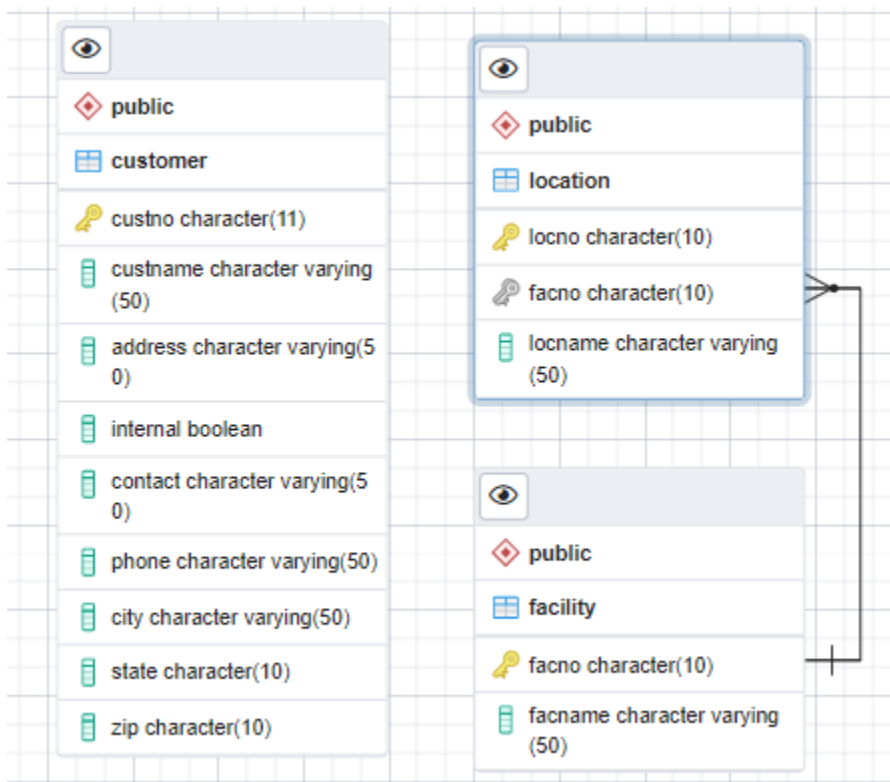 public
customer
custno character(11)
custname character varying
(50)
address character varying(5
0)
internal boolean
contact character varying(5
0)
phone character varying(50)
city character varying(50)
state character(10)
zip character(10)
public
location
locno character(10)
facno character(10)
locname character varying
(50)
public
facility
facno character(10)
facname character varying
(50)